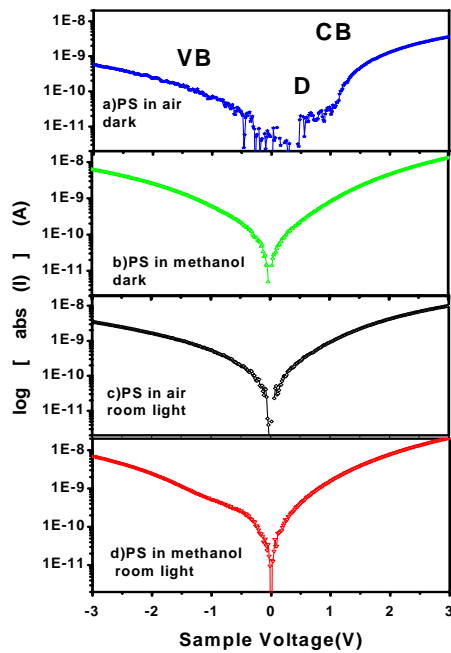 log [ abs (I) ] (A)
1E-8
1E-9
1E-10
1E-11
VB
CB
D
a)PS in air
dark
1E-8
1E-9
1E-10
1E-11
b)PS in methanol
dark
1E-8
1E-9
1E-10
1E-11
c)PS in air
room light
1E-8
1E-9
1E-10
1E-11
d)PS in methanol
room light
-3 -2 -1 0 1 2 3
Sample Voltage(V)